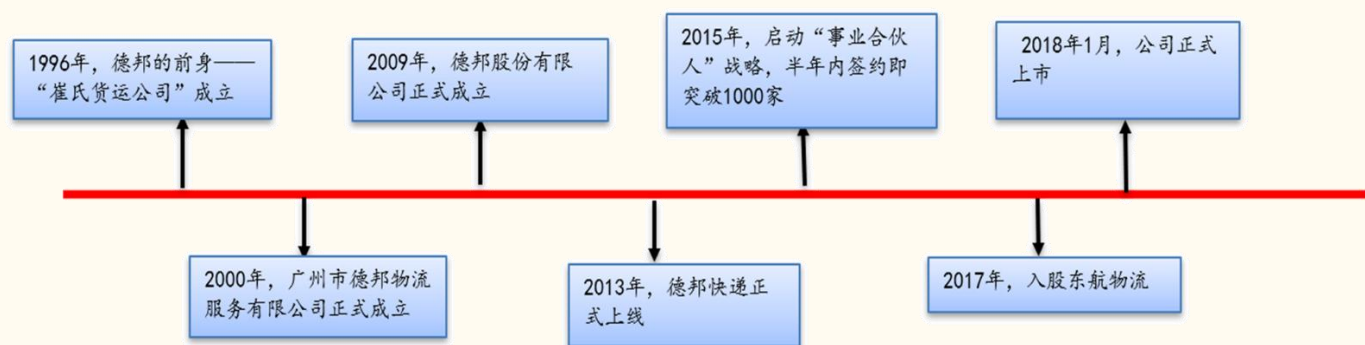 1996年，德邦的前身——
“崔氏货运公司”成立
2000年，广州市德邦物流
服务有限公司正式成立
2009年，德邦股份有限
公司正式成立
2013年，德邦快递正
式上线
2015年，启动“事业合伙
人”战略，半年内签约即
突破1000家
2017年，入股东航物流
2018年1月，公司正式
上市